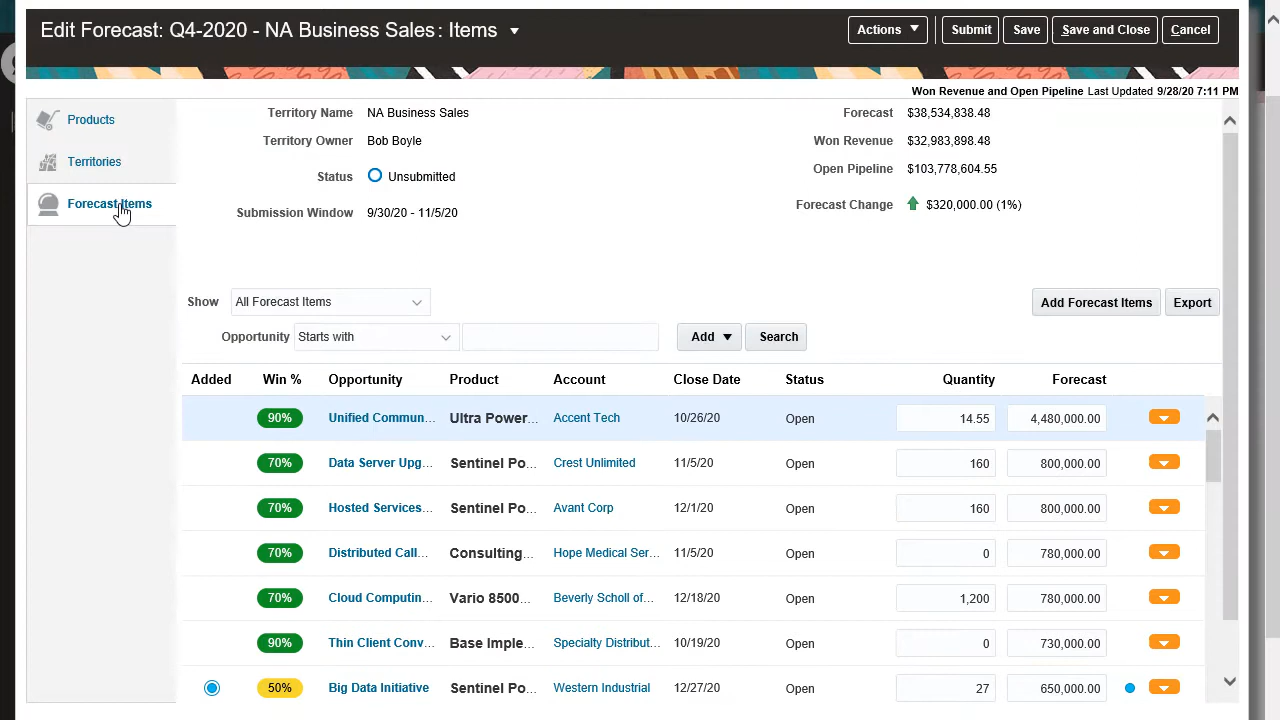 Edit Forecast: Q4-2020 - NA Business Sales: Items
Actions
Submit
Save
Save and Close
Cancel
Won Revenue and Open Pipeline Last Updated 9/28/20 7:11 PM
Products
Territories
Forecast Items
Territory Name NA Business Sales
Territory Owner Bob Boyle
Status Unsubmitted
Submission Window 9/30/20 - 11/5/20
Forecast $38,534,838.48
Won Revenue $32,983,898.48
Open Pipeline $103,778,604.55
Forecast Change $320,000.00 (1%)
Show All Forecast Items
Add Forecast Items
Export
Opportunity Starts with
Add
Search
Added Win % Opportunity Product Account Close Date Status Quantity Forecast
90% Unified Commun... Ultra Power... Accent Tech 10/26/20 Open 14.55 4,480,000.00
70% Data Server Upg... Sentinel Po... Crest Unlimited 11/5/20 Open 160 800,000.00
70% Hosted Services... Sentinel Po... Avant Corp 12/1/20 Open 160 800,000.00
70% Distributed Call... Consulting... Hope Medical Ser... 11/5/20 Open 0 780,000.00
70% Cloud Computin... Vario 8500... Beverly Scholl of... 12/18/20 Open 1,200 780,000.00
90% Thin Client Conv... Base Imple... Specialty Distribut... 10/19/20 Open 0 730,000.00
50% Big Data Initiative Sentinel Po... Western Industrial 12/27/20 Open 27 650,000.00